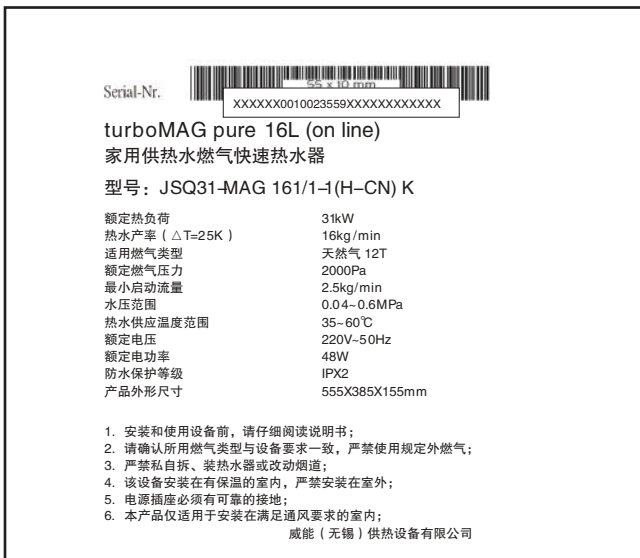 Serial-Nr.
55 x 10 mm
XXXXXX0010023559XXXXXXXXXXXX
turboMAG pure 16L (on line)
家用供热水燃气快速热水器
型号：JSQ31-MAG 161/1-1(H-CN) K
额定热负荷 31kW
热水产率（△T=25K） 16kg/min
适用燃气类型 天然气 12T
额定燃气压力 2000Pa
最小启动流量 2.5kg/min
水压范围 0.04~0.6MPa
热水供应温度范围 35~60℃
额定电压 220V~50Hz
额定电功率 48W
防水保护等级 IPX2
产品外形尺寸 555X385X155mm
1. 安装和使用设备前，请仔细阅读说明书；
2. 请确认所用燃气类型与设备要求一致，严禁使用规定外燃气；
3. 严禁私自拆、装热水器或改动烟道；
4. 该设备安装在有保温的室内，严禁安装在室外；
5. 电源插座必须有可靠的接地；
6. 本产品仅适用于安装在满足通风要求的室内；
威能（无锡）供热设备有限公司